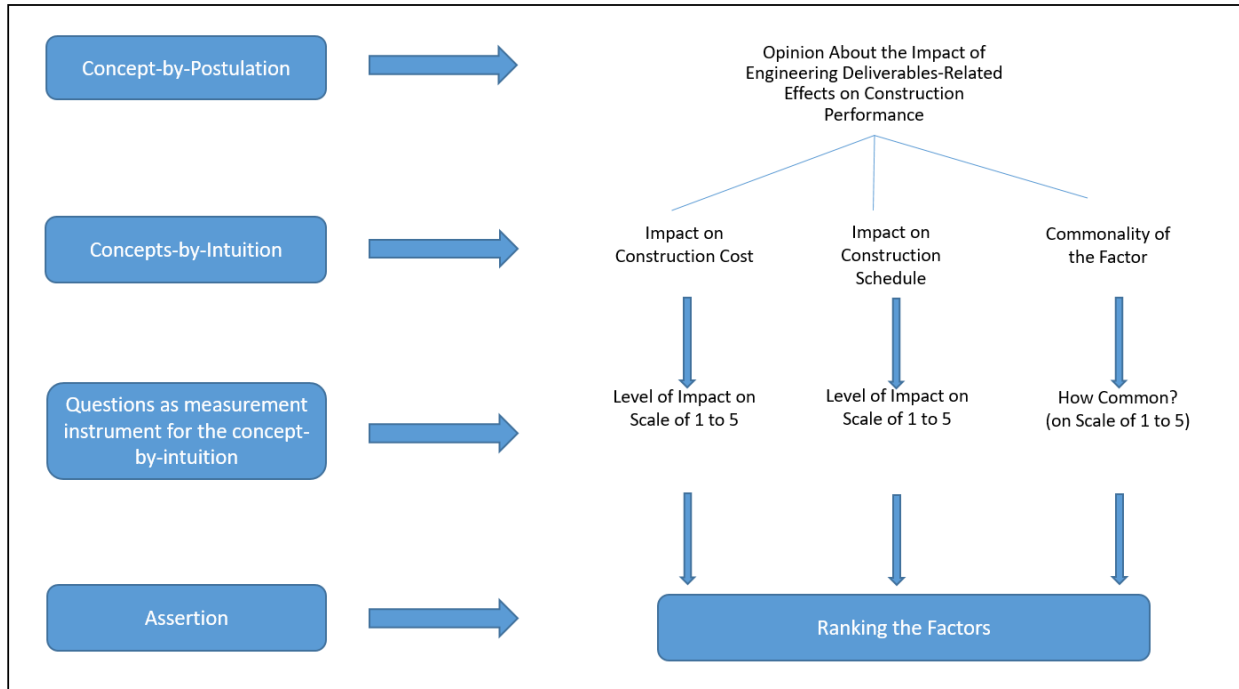 Concept-by-Postulation
Opinion About the Impact of
Engineering Deliverables-Related
Effects on Construction
Performance
Concepts-by-Intuition
Impact on
Construction Cost
Impact on
Construction
Schedule
Commonality of
the Factor
Questions as measurement
instrument for the concept-
by-intuition
Level of Impact on
Scale of 1 to 5
Level of Impact on
Scale of 1 to 5
How Common?
(on Scale of 1 to 5)
Assertion
Ranking the Factors